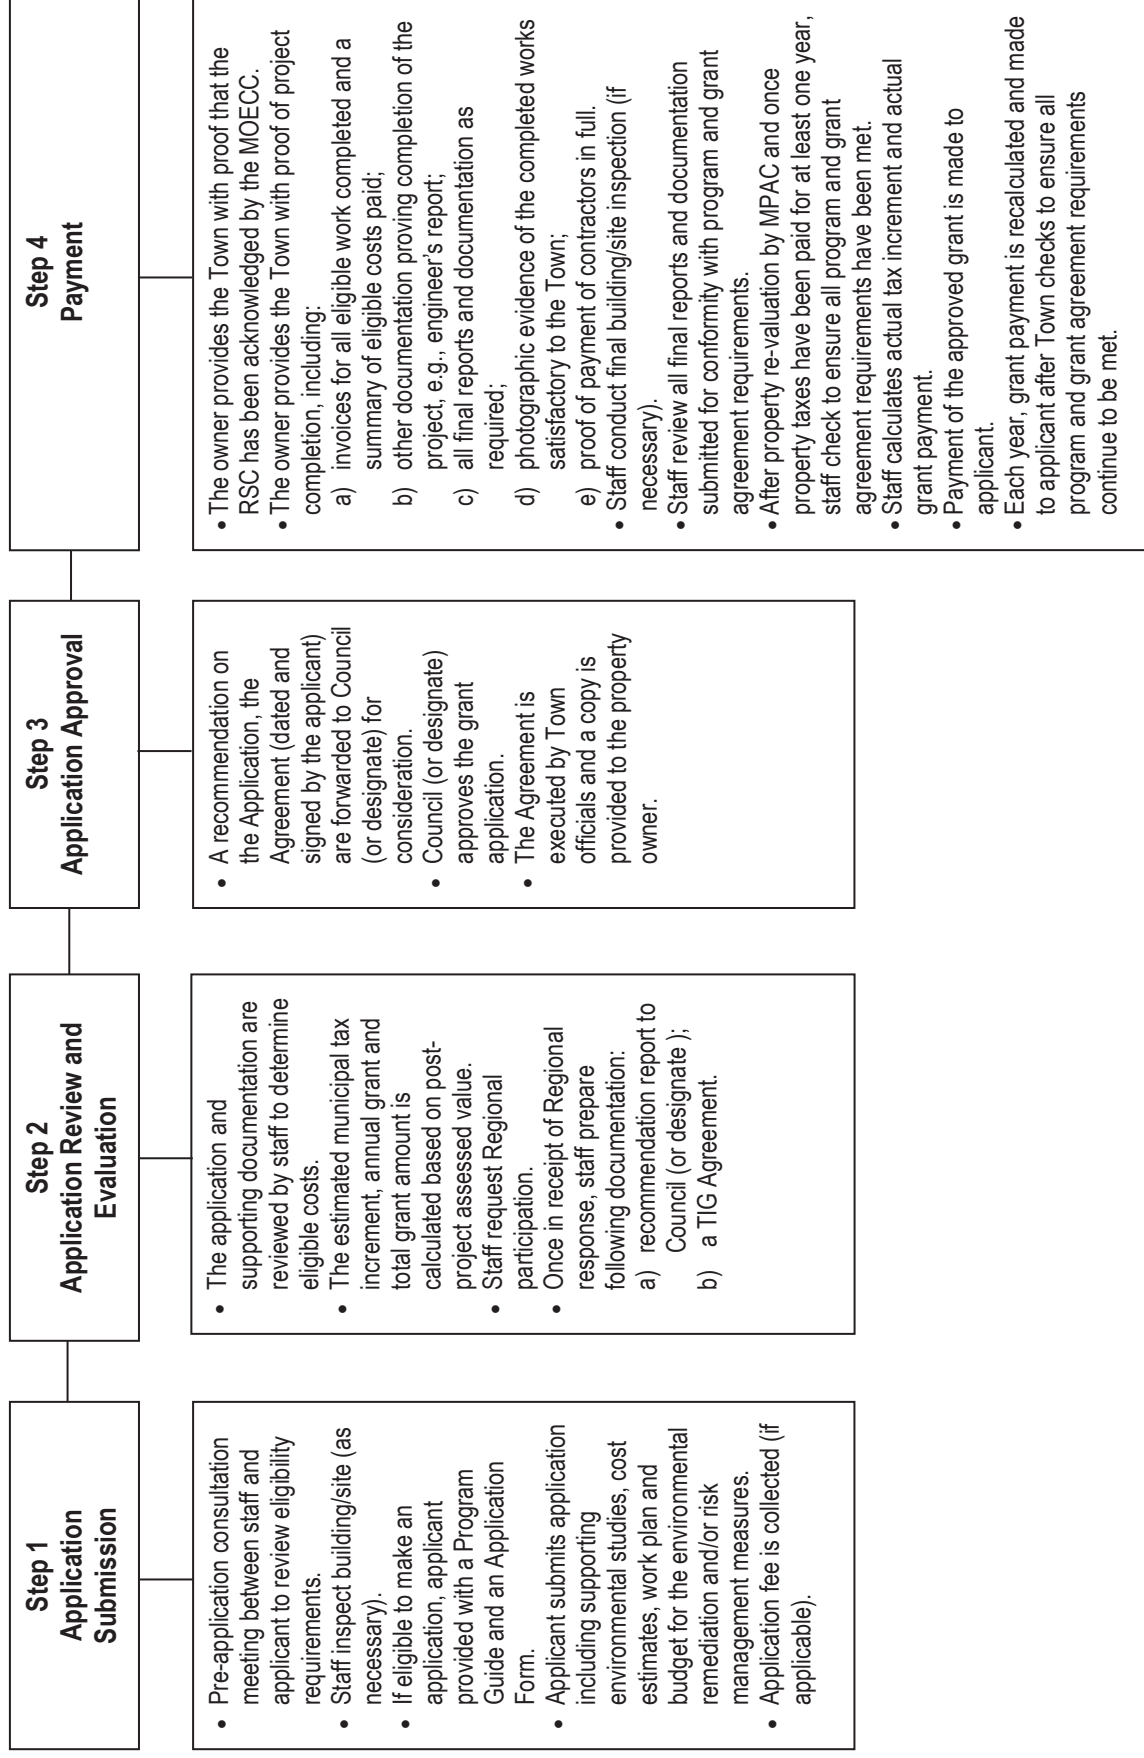 Step 1
Application
Submission
• Pre-application consultation
meeting between staff and
applicant to review eligibility
requirements.
• Staff inspect building/site (as
necessary).
• If eligible to make an
application, applicant
provided with a Program
Guide and an Application
Form.
• Applicant submits application
including supporting
environmental studies, cost
estimates, work plan and
budget for the environmental
remediation and/or risk
management measures.
• Application fee is collected (if
applicable).
Step 2
Application Review and
Evaluation
• The application and
supporting documentation are
reviewed by staff to determine
eligible costs.
• The estimated municipal tax
increment, annual grant and
total grant amount is
calculated based on post-
project assessed value.
• Staff request Regional
participation.
• Once in receipt of Regional
response, staff prepare
following documentation:
a) recommendation report to
Council (or designate );
b) a TIG Agreement.
Step 3
Application Approval
• A recommendation on
the Application, the
Agreement (dated and
signed by the applicant)
are forwarded to Council
(or designate) for
consideration.
• Council (or designate)
approves the grant
application.
• The Agreement is
executed by Town
officials and a copy is
provided to the property
owner.
Step 4
Payment
• The owner provides the Town with proof that the
RSC has been acknowledged by the MOECC.
• The owner provides the Town with proof of project
completion, including:
a) invoices for all eligible work completed and a
summary of eligible costs paid;
b) other documentation proving completion of the
project, e.g., engineer's report;
c) all final reports and documentation as
required;
d) photographic evidence of the completed works
satisfactory to the Town;
e) proof of payment of contractors in full.
• Staff conduct final building/site inspection (if
necessary).
• Staff review all final reports and documentation
submitted for conformity with program and grant
agreement requirements.
• After property re-valuation by MPAC and once
property taxes have been paid for at least one year,
staff check to ensure all program and grant
agreement requirements have been met.
• Staff calculates actual tax increment and actual
grant payment.
• Payment of the approved grant is made to
applicant.
• Each year, grant payment is recalculated and made
to applicant after Town checks to ensure all
program and grant agreement requirements
continue to be met.